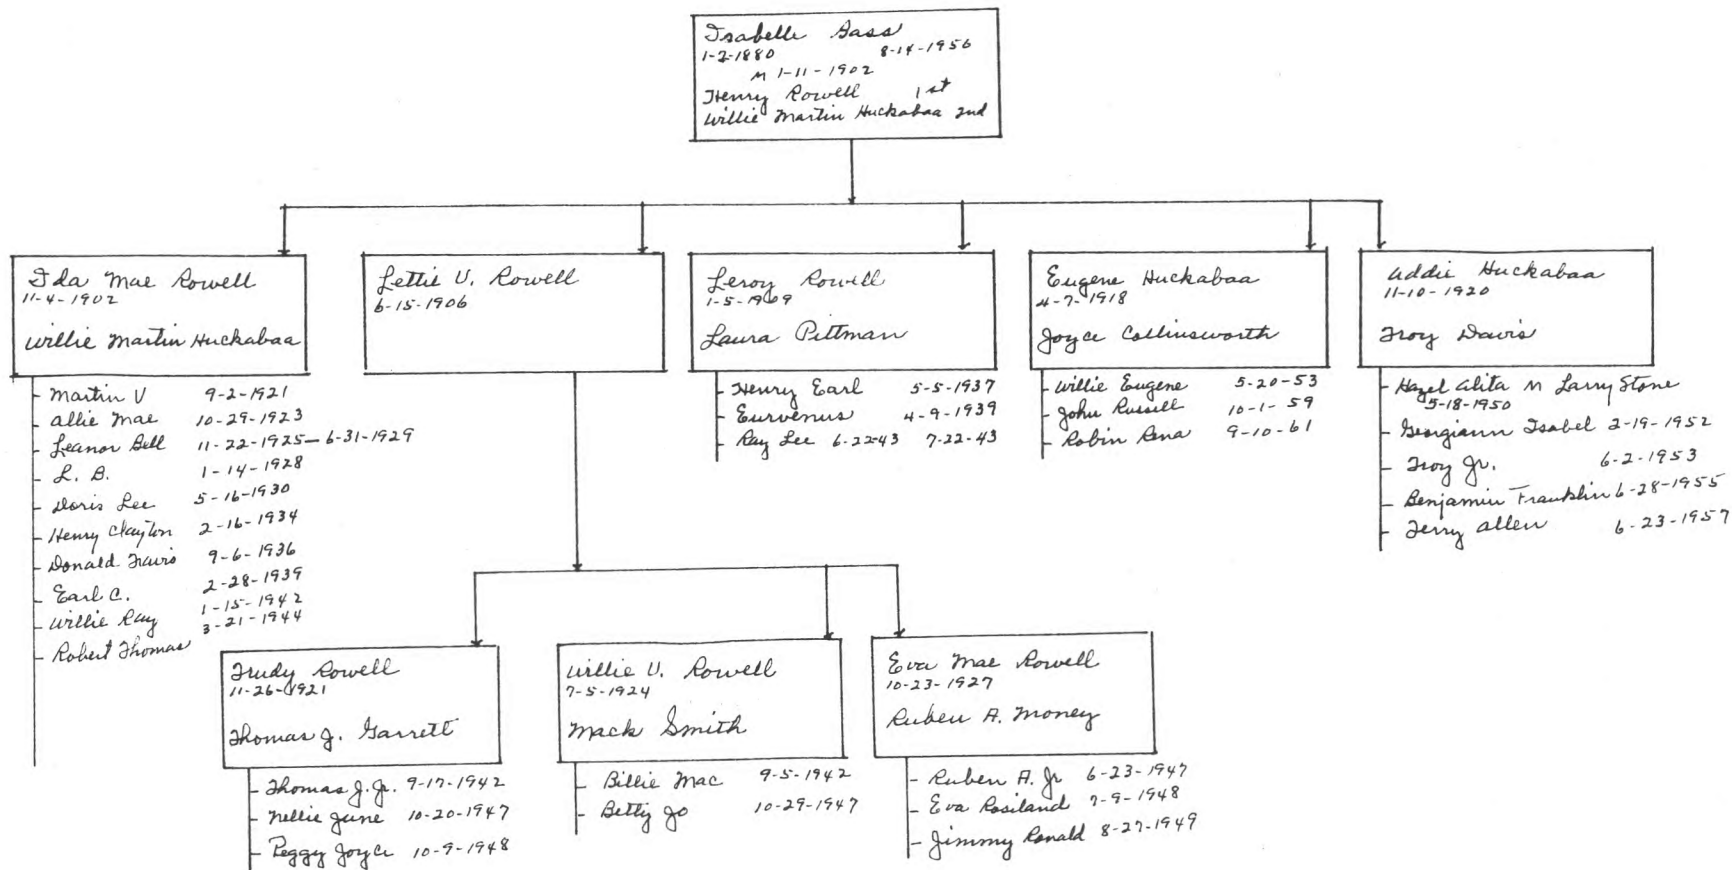 Isabelle Bass
1-2-1880 8-14-1956
M 1-11-1902
Henry Rowell 1st
Willie Martin Huckabaa 2nd
Ida Mae Rowell
11-4-1902
Willie Martin Huckabaa
- Martin V 9-2-1921
- Allie Mae 10-29-1923
- Leanor Bell 11-22-1925 - 6-31-1929
- L. B. 1-14-1928
- Doris Lee 5-16-1930
- Henry Clayton 2-16-1934
- Donald Travis 9-6-1936
- Earl C. 2-28-1939
- Willie Ray 1-15-1942
- Robert Thomas 3-21-1944
Lettie V. Rowell
6-15-1906
Leroy Rowell
1-5-1909
Laura Pittman
- Henry Earl 5-5-1937
- Eurvenus 4-9-1939
- Ray Lee 6-22-43 7-22-43
Eugene Huckabaa
4-7-1918
Joyce Collinsworth
- Willie Eugene 5-20-53
- John Russell 10-1-59
- Robin Rena 9-10-61
Addie Huckabaa
11-10-1920
Troy Davis
- Hazel Alita M Larry Stone
5-18-1950
- Georgiann Isabel 2-19-1952
- Troy Jr. 6-2-1953
- Benjamin Franklin 6-28-1955
- Terry Allen 6-23-1957
Trudy Rowell
11-26-1921
Thomas J. Garrett
- Thomas J. Jr. 9-17-1942
- Nellie June 10-20-1947
- Peggy Joyce 10-9-1948
Willie V. Rowell
7-5-1924
Mack Smith
- Billie Mac 9-5-1942
- Betty Jo 10-29-1947
Eva Mae Rowell
10-23-1927
Ruben A. Money
- Ruben A. Jr 6-23-1947
- Eva Rosiland 7-9-1948
- Jimmy Ronald 8-27-1949